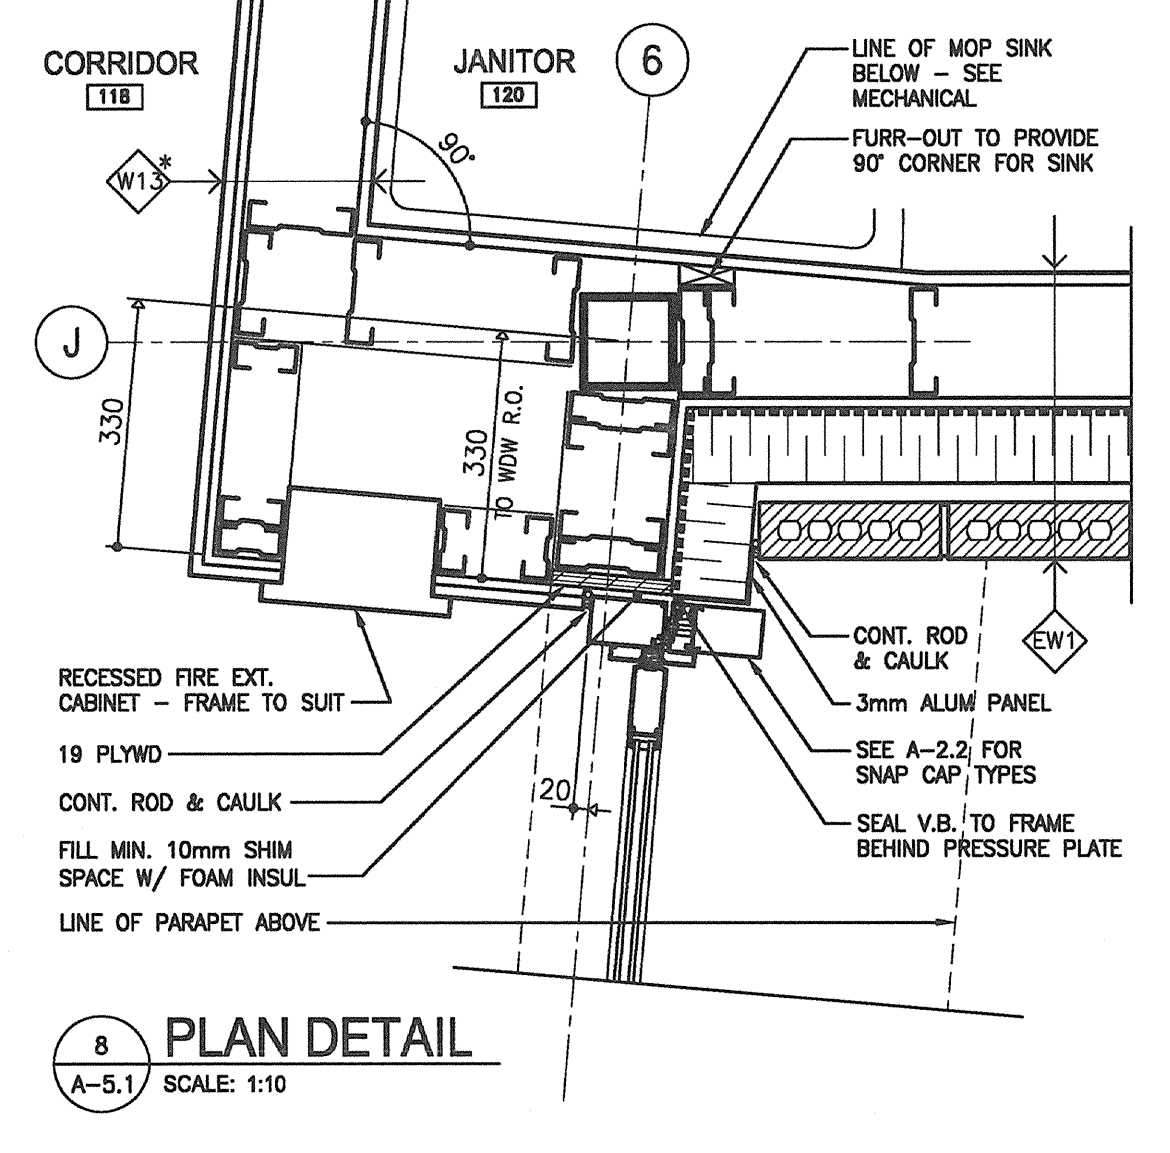 CORRIDOR
118
JANITOR
120
6
LINE OF MOP SINK
BELOW - SEE
MECHANICAL
FURR-OUT TO PROVIDE
90° CORNER FOR SINK
90°
W13*
J
330
330
TO WDW R.O.
EW1
CONT. ROD
& CAULK
3mm ALUM PANEL
SEE A-2.2 FOR
SNAP CAP TYPES
SEAL V.B. TO FRAME
BEHIND PRESSURE PLATE
RECESSED FIRE EXT.
CABINET - FRAME TO SUIT
19 PLYWD
CONT. ROD & CAULK
20
FILL MIN. 10mm SHIM
SPACE W/ FOAM INSUL
LINE OF PARAPET ABOVE
8
A-5.1
PLAN DETAIL
SCALE: 1:10